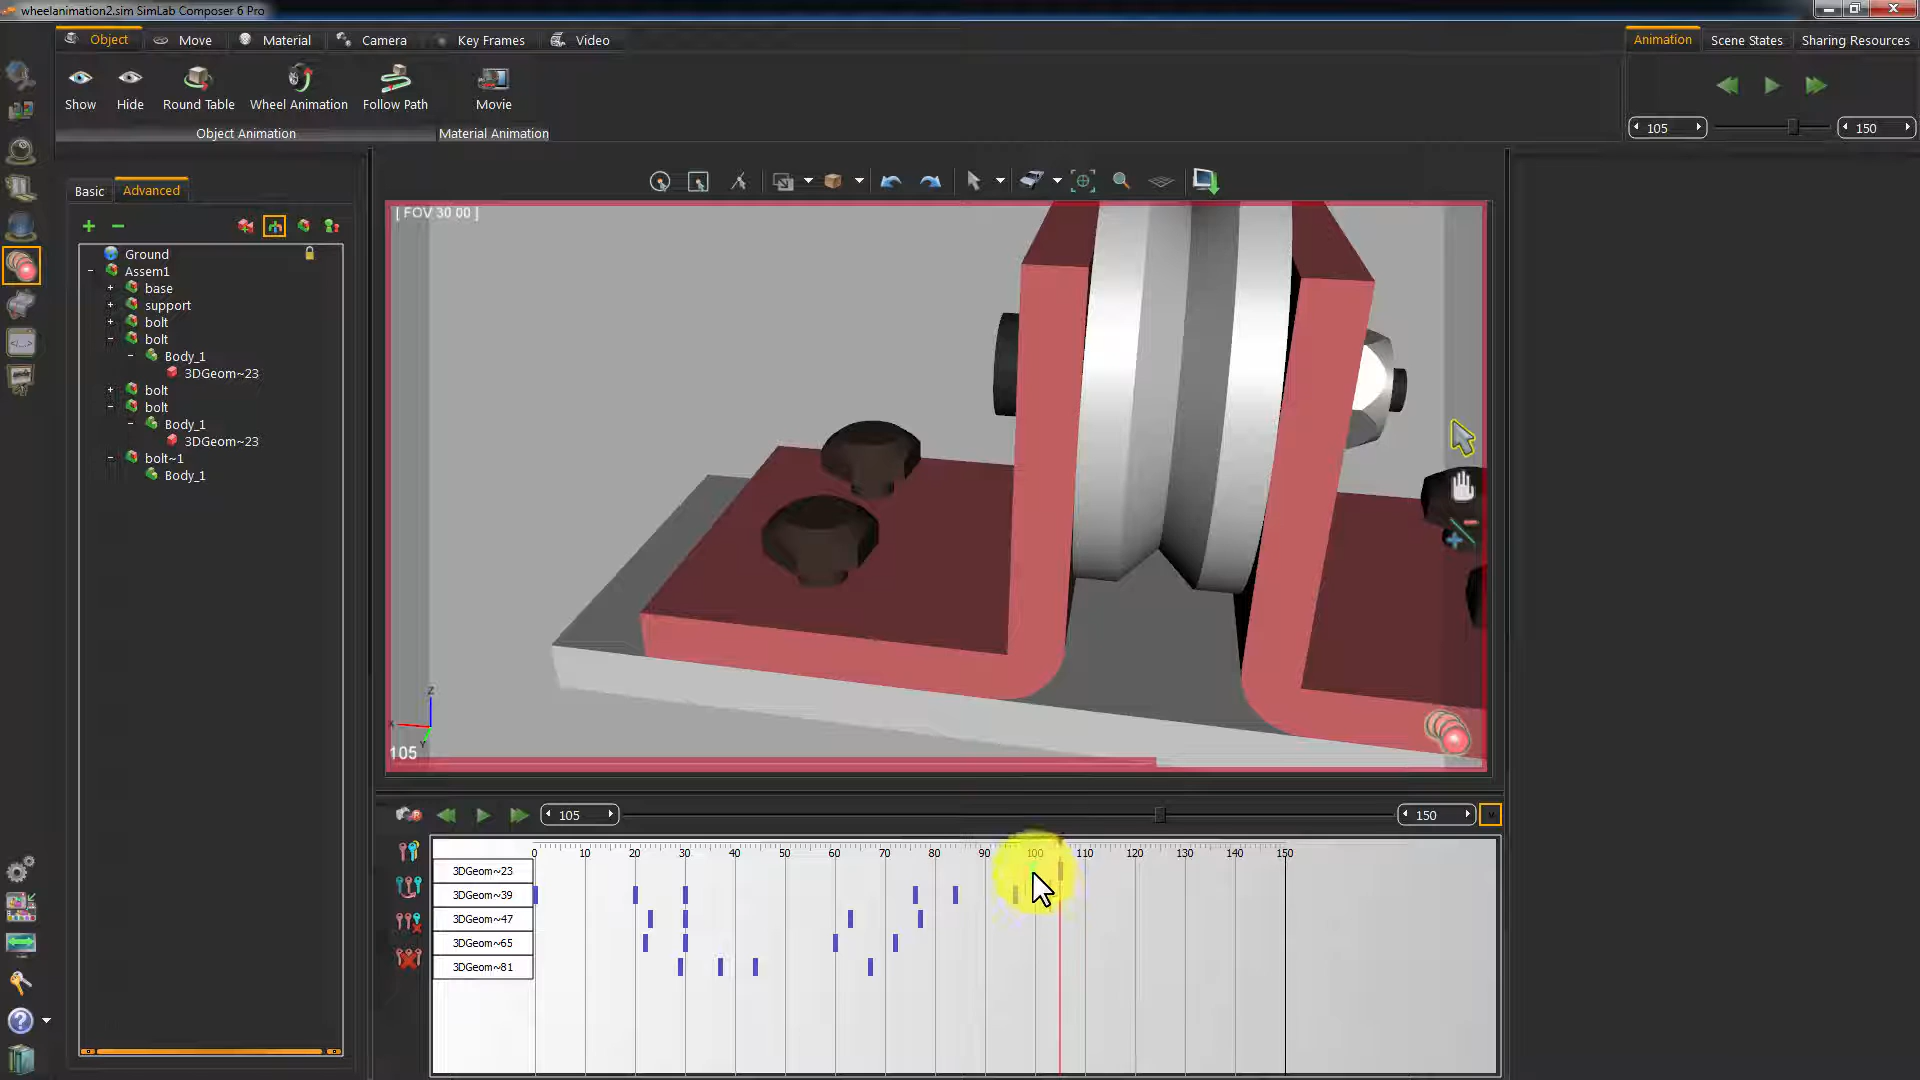 wheelanimation2.sim SimLab Composer 6 Pro
Object Move Material Camera Key Frames Video
Animation Scene States Sharing Resources
Show Hide Round Table Wheel Animation Follow Path Movie
Object Animation Material Animation
105 150
Basic Advanced
[ FOV 30 00 ]
Ground
Assem1
base
support
bolt
bolt
Body_1
3DGeom~23
bolt
bolt
Body_1
3DGeom~23
bolt~1
Body_1
Z
X
Y
105
105 150
0 10 20 30 40 50 60 70 80 90 100 110 120 130 140 150
3DGeom~23
3DGeom~39
3DGeom~47
3DGeom~65
3DGeom~81